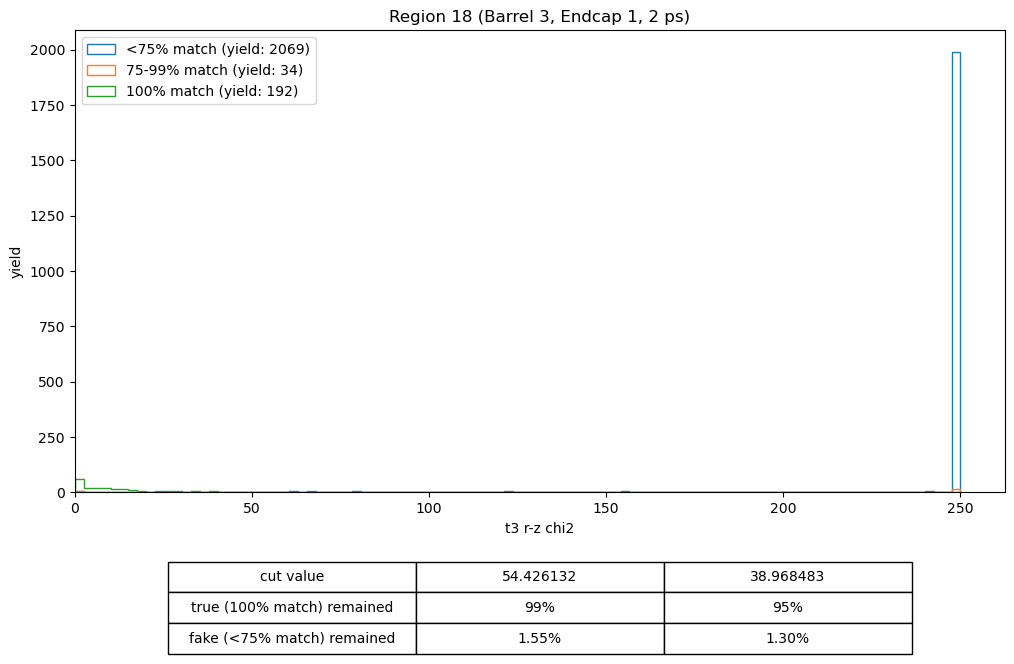 Region 18 (Barrel 3, Endcap 1, 2 ps)
<75% match (yield: 2069)
75-99% match (yield: 34)
100% match (yield: 192)
yield
2000
1750
1500
1250
1000
750
500
250
0
0 50 100 150 200 250
t3 r-z chi2
cut value 54.426132 38.968483
true (100% match) remained 99% 95%
fake (<75% match) remained 1.55% 1.30%